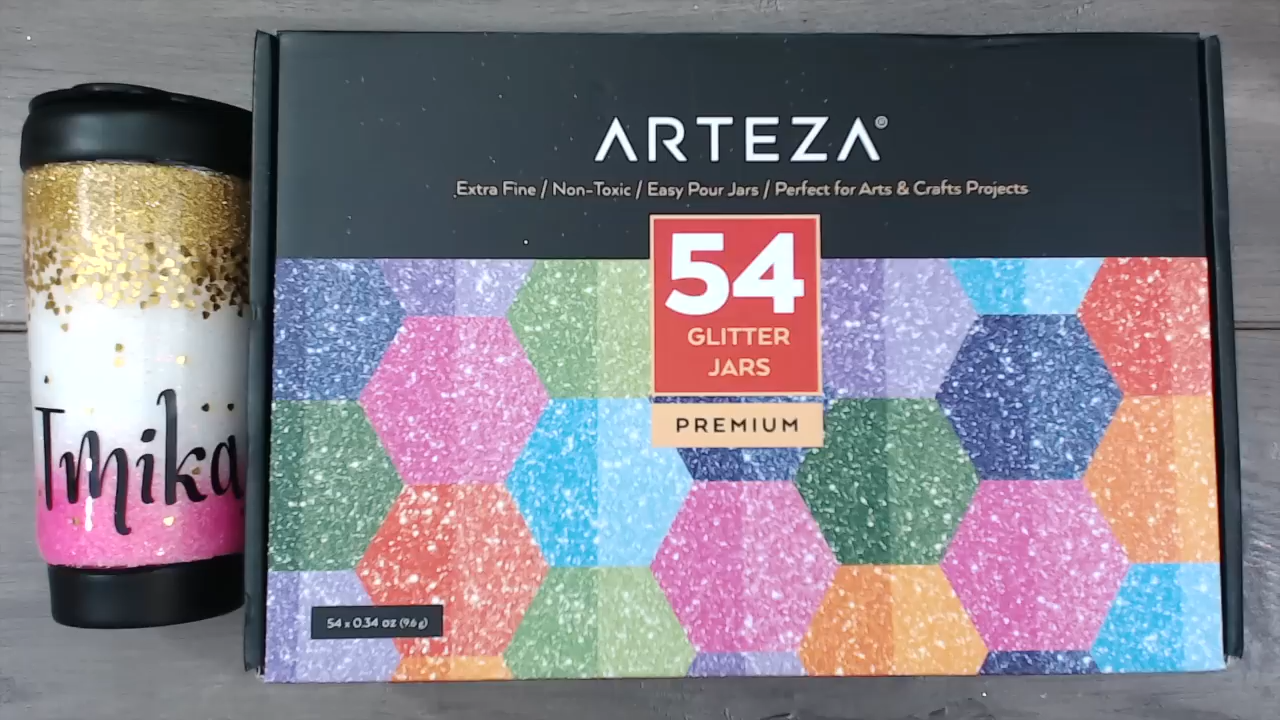 ARTEZA®
Extra Fine / Non-Toxic / Easy Pour Jars / Perfect for Arts & Crafts Projects
54
GLITTER
JARS
PREMIUM
Tmika
54 x 0.34 oz (9.6 g)